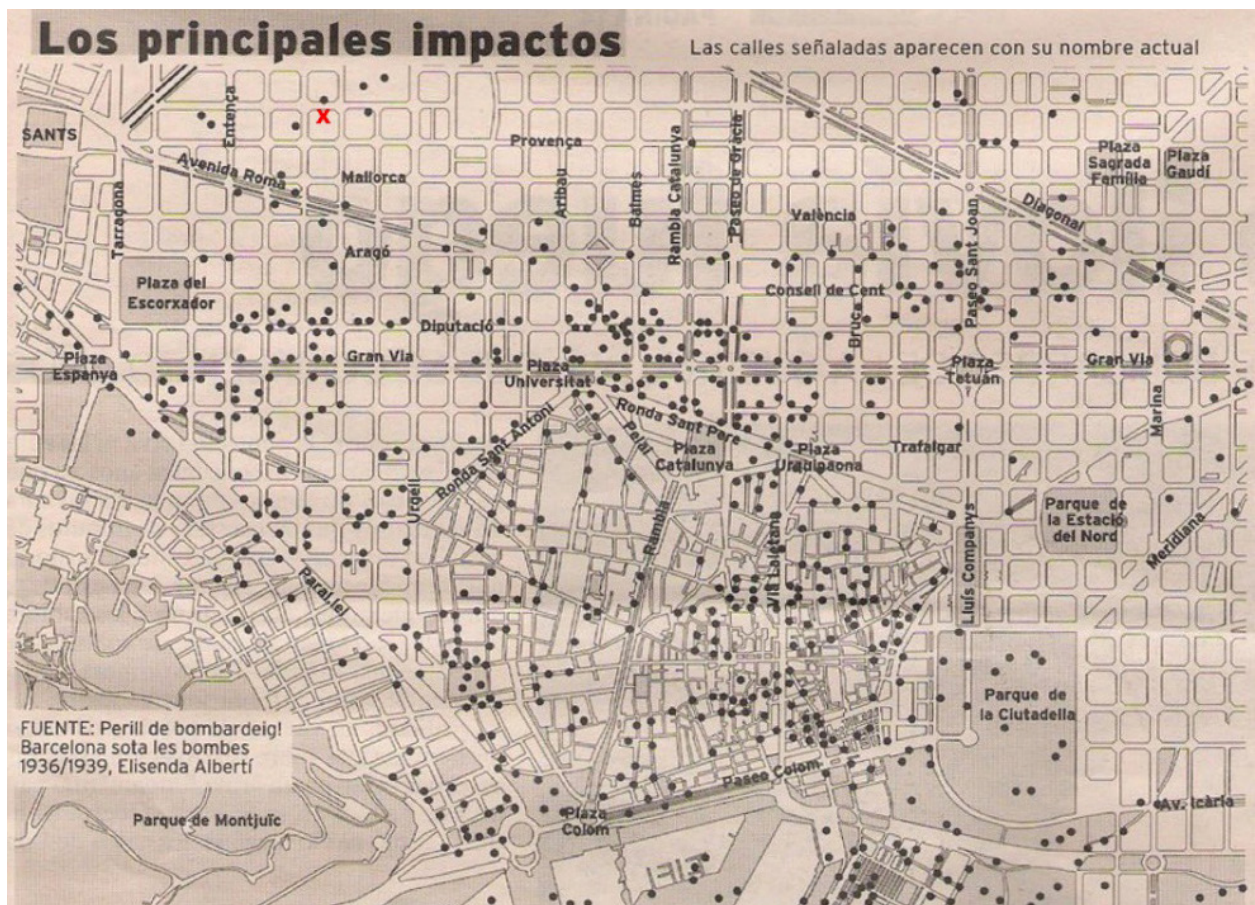 Los principales impactos
Las calles señaladas aparecen con su nombre actual
SANTS
Entença
X
Provença
Plaza
Sagrada
Família
Plaza
Gaudí
Avenida Roma
Mallorca
Aribau
Balmes
Rambla Catalunya
Paseo de Gràcia
València
Diagonal
Tarragona
Aragó
Paseo Sant Joan
Plaza del
Escorxador
Consell de Cent
Diputació
Bruc
Plaza
Espanya
Gran Via
Plaza
Universitat
Plaza
Tetuán
Gran Via
Marina
Ronda Sant Antoni
Ronda Sant Pere
Pelai
Plaza
Catalunya
Plaza
Urquinaona
Trafalgar
Urgell
Rambla
Via Laietana
Lluís Companys
Parque de
la Estació
del Nord
Meridiana
Paral·lel
Parque de
la Ciutadella
FUENTE: Perill de bombardeig!
Barcelona sota les bombes
1936/1939, Elisenda Albertí
Paseo Colom
Plaza
Colom
Av. Icària
Parque de Montjuïc